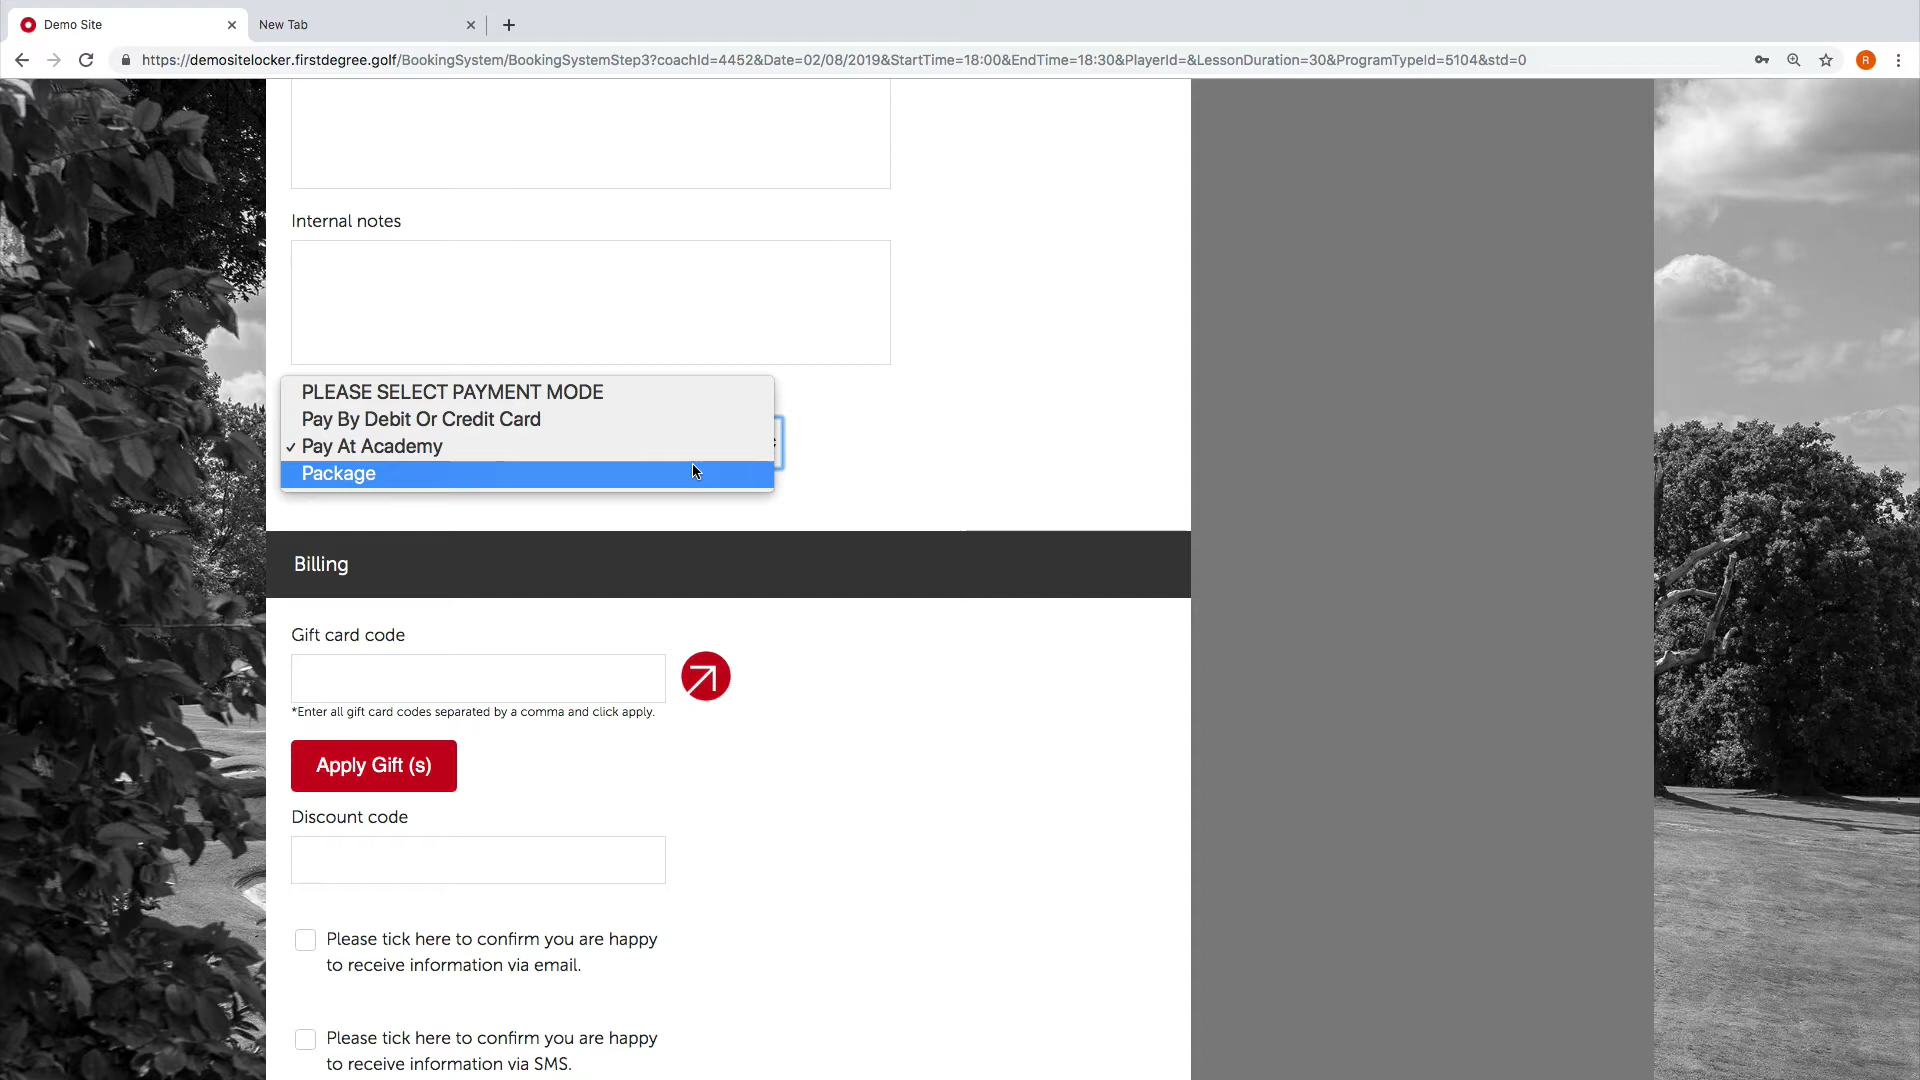 Demo Site
New Tab
https://demositelocker.firstdegree.golf/BookingSystem/BookingSystemStep3?coachId=4452&Date=02/08/2019&StartTime=18:00&EndTime=18:30&PlayerId=&LessonDuration=30&ProgramTypeId=5104&std=0
R
Internal notes
PLEASE SELECT PAYMENT MODE
Pay By Debit Or Credit Card
✓ Pay At Academy
Package
Billing
Gift card code
*Enter all gift card codes separated by a comma and click apply.
Apply Gift (s)
Discount code
Please tick here to confirm you are happy
to receive information via email.
Please tick here to confirm you are happy
to receive information via SMS.